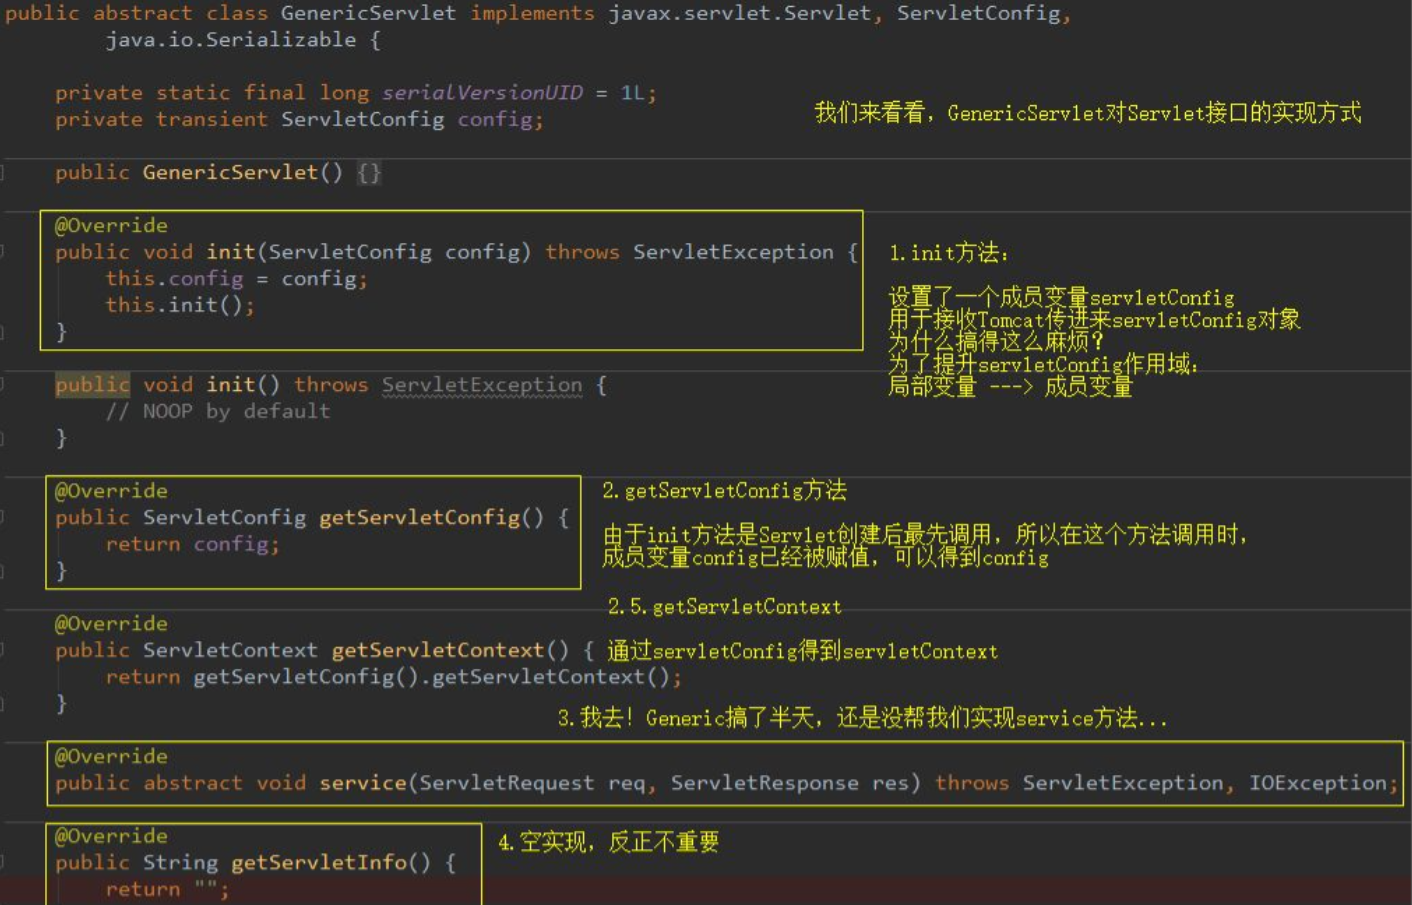 public abstract class GenericServlet implements javax.servlet.Servlet, ServletConfig,
java.io.Serializable {
private static final long serialVersionUID = 1L;
private transient ServletConfig config;
我们来看看，GenericServlet对Servlet接口的实现方式
public GenericServlet() {}
@Override
public void init(ServletConfig config) throws ServletException {
this.config = config;
this.init();
}
1.init方法：
设置了一个成员变量servletConfig
用于接收Tomcat传进来servletConfig对象
为什么搞得这么麻烦？
为了提升servletConfig作用域：
局部变量 ---> 成员变量
public void init() throws ServletException {
// NOOP by default
}
@Override
public ServletConfig getServletConfig() {
return config;
}
2.getServletConfig方法
由于init方法是Servlet创建后最先调用，所以在这个方法调用时，
成员变量config已经被赋值，可以得到config
2.5.getServletContext
@Override
public ServletContext getServletContext() { 通过servletConfig得到servletContext
return getServletConfig().getServletContext();
}
3.我去！Generic搞了半天，还是没帮我们实现service方法...
@Override
public abstract void service(ServletRequest req, ServletResponse res) throws ServletException, IOException;
@Override
4.空实现，反正不重要
public String getServletInfo() {
return "";